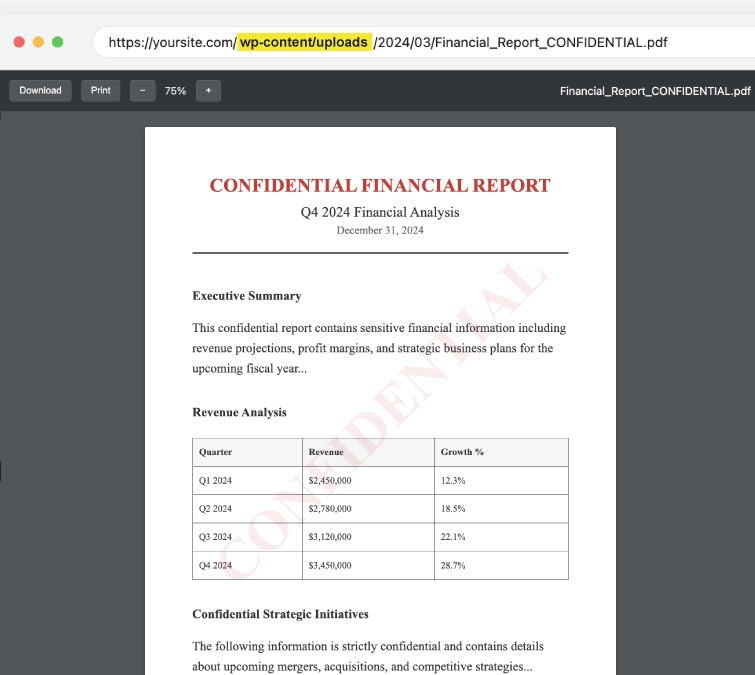 https://yoursite.com/wp-content/uploads/2024/03/Financial_Report_CONFIDENTIAL.pdf
Download Print - 75% + Financial_Report_CONFIDENTIAL.pdf
CONFIDENTIAL FINANCIAL REPORT
Q4 2024 Financial Analysis
December 31, 2024
Executive Summary
This confidential report contains sensitive financial information including
revenue projections, profit margins, and strategic business plans for the
upcoming fiscal year...
Revenue Analysis
Quarter Revenue Growth %
Q1 2024 $2,450,000 12.3%
Q2 2024 $2,780,000 18.5%
Q3 2024 $3,120,000 22.1%
Q4 2024 $3,450,000 28.7%
CONFIDENTIAL
Confidential Strategic Initiatives
The following information is strictly confidential and contains details
about upcoming mergers, acquisitions, and competitive strategies...